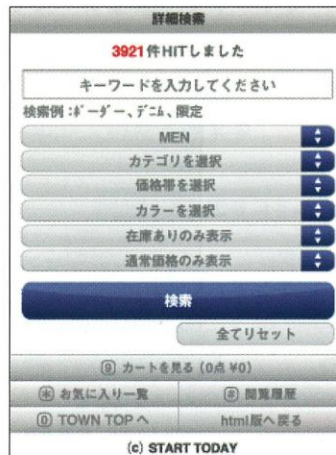 詳細検索
3921件HITしました
キーワードを入力してください
検索例:ボーダー、デニム、限定
MEN
カテゴリを選択
価格帯を選択
カラーを選択
在庫ありのみ表示
通常価格のみ表示
検索
全てリセット
⑨ カートを見る (0点 ¥0)
＊ お気に入り一覧
# 閲覧履歴
⓪ TOWN TOPへ
html版へ戻る
(c) START TODAY